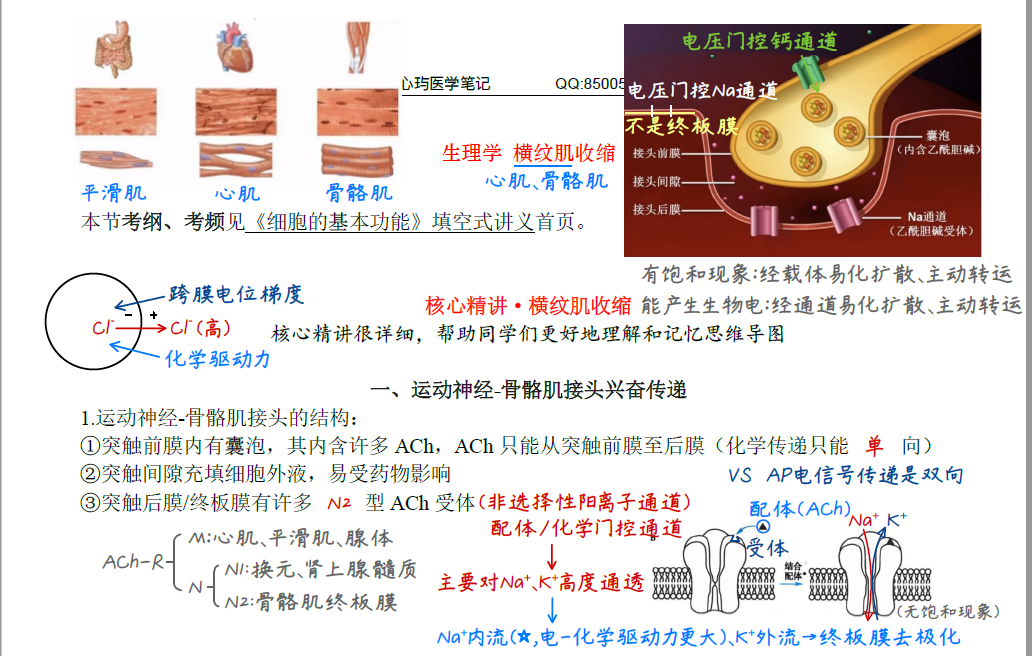 心玙医学笔记 QQ:85005
电压门控钙通道
电压门控Na通道
不是终板膜
囊泡
(内含乙酰胆碱)
接头前膜
接头间隙
接头后膜
Na通道
(乙酰胆碱受体)
生理学 横纹肌收缩
心肌、骨骼肌
平滑肌 心肌 骨骼肌
本节考纲、考频见《细胞的基本功能》填空式讲义首页。
有饱和现象:经载体易化扩散、主动转运
能产生生物电:经通道易化扩散、主动转运
跨膜电位梯度
- +
Cl⁻ Cl⁻(高)
化学驱动力
核心精讲·横纹肌收缩
核心精讲很详细，帮助同学们更好地理解和记忆思维导图
一、运动神经-骨骼肌接头兴奋传递
1.运动神经-骨骼肌接头的结构：
①突触前膜内有囊泡，其内含许多 ACh，ACh 只能从突触前膜至后膜（化学传递只能 单 向）
②突触间隙充填细胞外液，易受药物影响
VS AP电信号传递是双向
③突触后膜/终板膜有许多 N2 型 ACh 受体(非选择性阳离子通道)
配体/化学门控通道
主要对Na⁺、K⁺高度通透
Na⁺内流(☆,电-化学驱动力更大)、K⁺外流→终板膜去极化
ACh-R
M:心肌、平滑肌、腺体
N
N1:换元、肾上腺髓质
N2:骨骼肌终板膜
配体(ACh)
受体
结合
配体
Na⁺ K⁺
(无饱和现象)